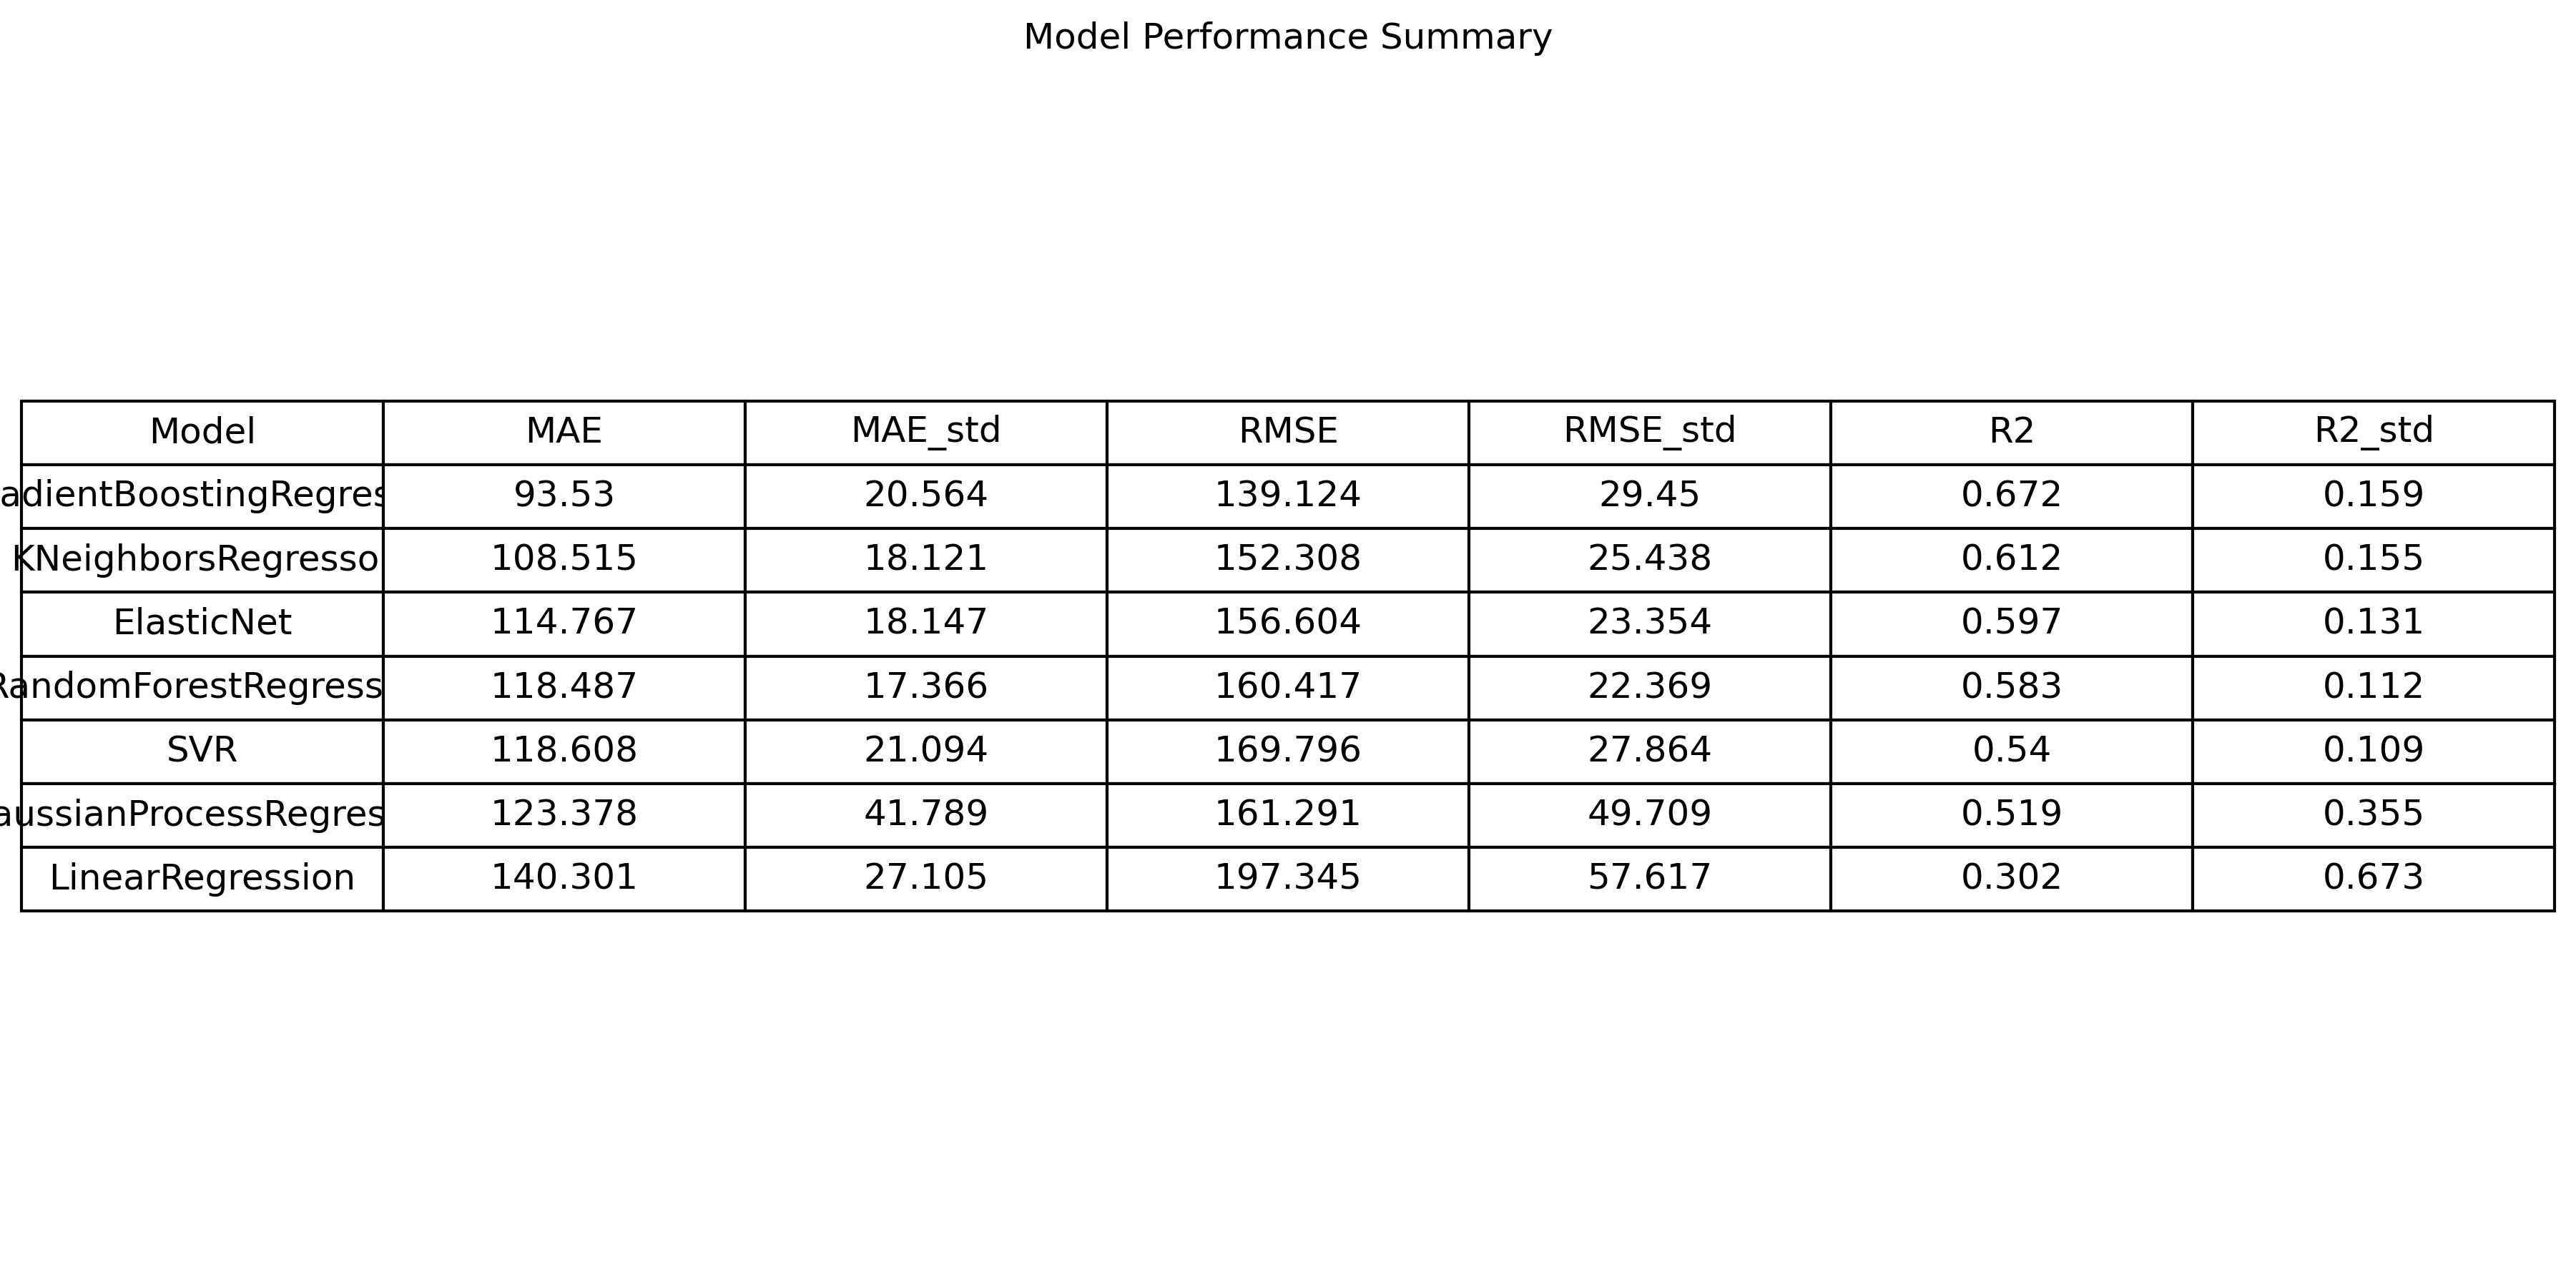 Model Performance Summary
Model MAE MAE_std RMSE RMSE_std R2 R2_std
adientBoostingRegres 93.53 20.564 139.124 29.45 0.672 0.159
KNeighborsRegresso 108.515 18.121 152.308 25.438 0.612 0.155
ElasticNet 114.767 18.147 156.604 23.354 0.597 0.131
RandomForestRegress 118.487 17.366 160.417 22.369 0.583 0.112
SVR 118.608 21.094 169.796 27.864 0.54 0.109
aussianProcessRegres 123.378 41.789 161.291 49.709 0.519 0.355
LinearRegression 140.301 27.105 197.345 57.617 0.302 0.673